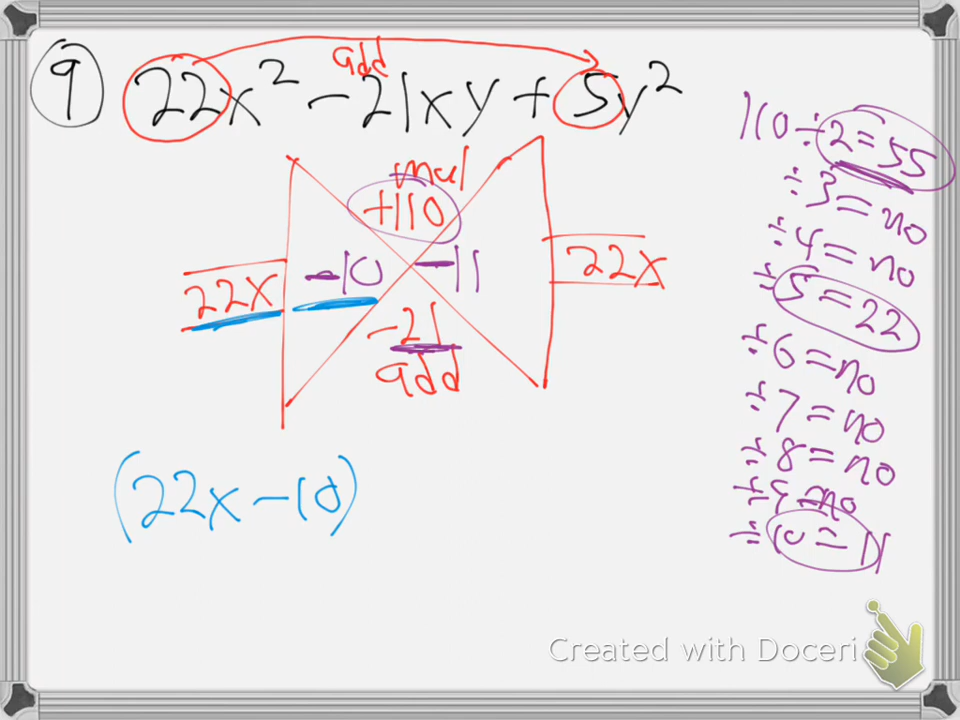 9 22x² - 21xy + 5y²
add
mul
+110
22x -10 -11 22x
-21
add
(22x - 10)
110 ÷ 2 = 55
÷ 3 = no
÷ 4 = no
÷ 5 = 22
÷ 6 = no
÷ 7 = no
÷ 8 = no
÷ 9 = no
÷ 10 = 11
Created with Doceri